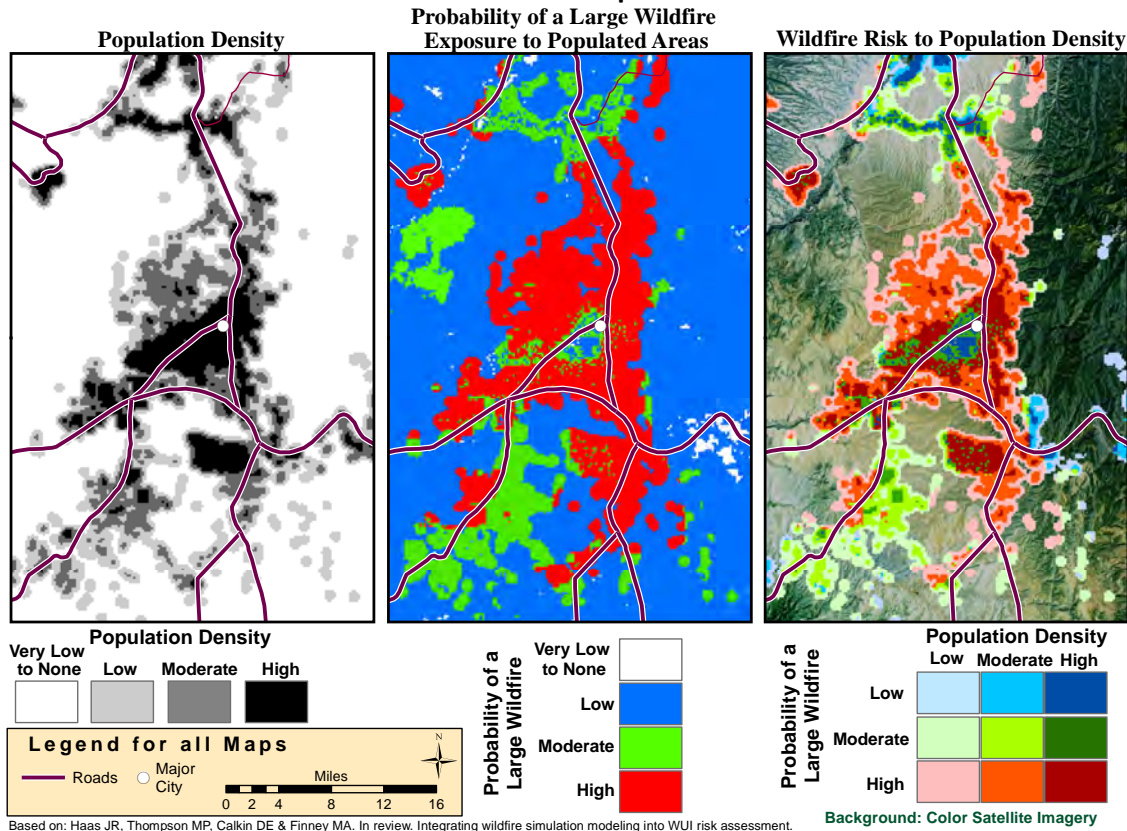 Population Density
Probability of a Large Wildfire
Exposure to Populated Areas
Wildfire Risk to Population Density
Population Density
Very Low
to None
Low
Moderate
High
Legend for all Maps
Roads
Major
City
N
Miles
0 2 4 8 12 16
Probability of a
Large Wildfire
Very Low
to None
Low
Moderate
High
Population Density
Low Moderate High
Probability of a
Large Wildfire
Low
Moderate
High
Background: Color Satellite Imagery
Based on: Haas JR, Thompson MP, Calkin DE & Finney MA. In review. Integrating wildfire simulation modeling into WUI risk assessment.